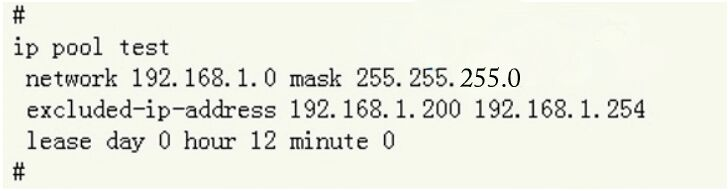 #
ip pool test
network 192.168.1.0 mask 255.255.255.0
excluded-ip-address 192.168.1.200 192.168.1.254
lease day 0 hour 12 minute 0
#